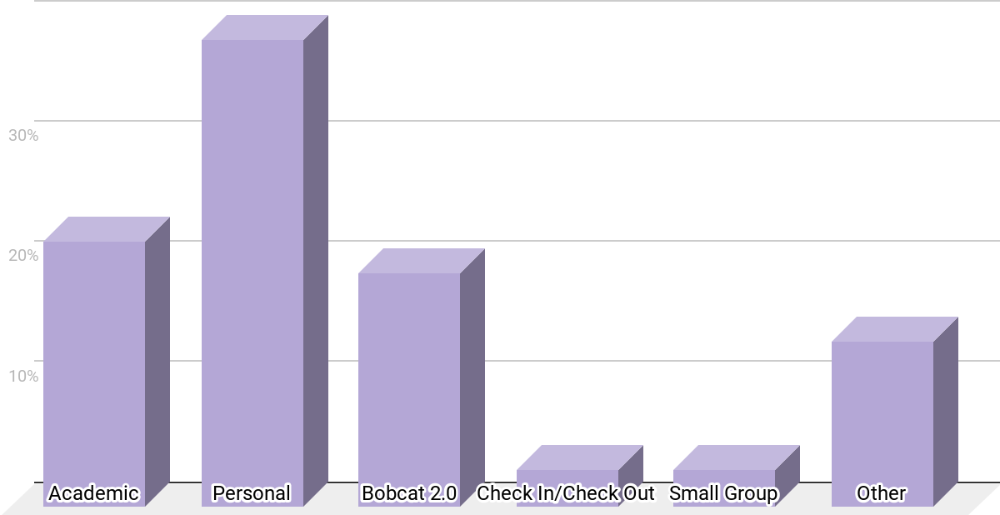 30%
20%
10%
Academic
Personal
Bobcat 2.0
Check In/Check Out
Small Group
Other